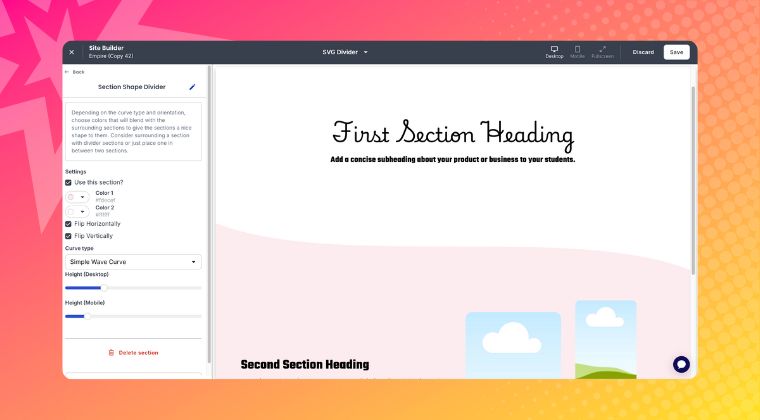 Site Builder
Empire (Copy 42)
SVG Divider
Desktop
Mobile
Fullscreen
Discard
Save
Back
Section Shape Divider
Depending on the curve type and orientation,
choose colors that will blend with the
surrounding sections to give the sections a nice
shape to them. Consider surrounding a section
with divider sections or just place one in
between two sections.
Settings
Use this section?
Color 1
Color 2
Flip Horizontally
Flip Vertically
Curve type
Simple Wave Curve
Height (Desktop)
Height (Mobile)
Delete section
First Section Heading
Add a concise subheading about your product or business to your students.
Second Section Heading